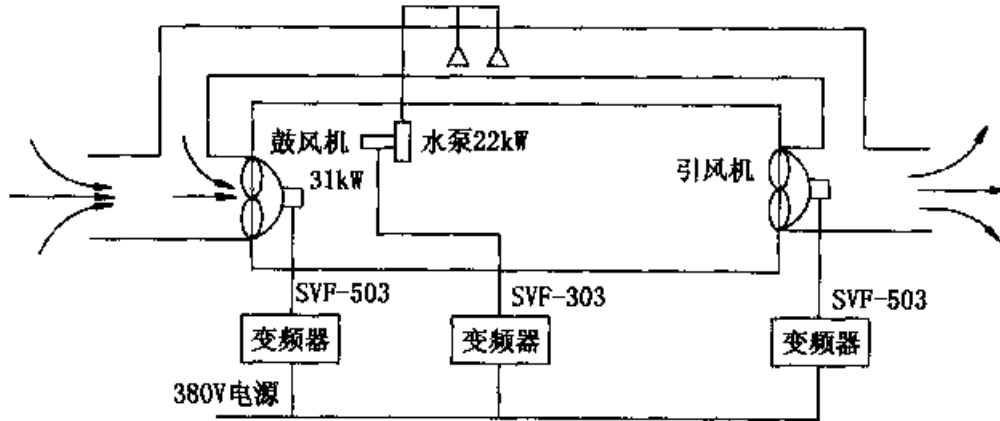 鼓风机
31kW
水泵22kW
引风机
SVF-503
SVF-303
SVF-503
变频器
变频器
变频器
380V电源